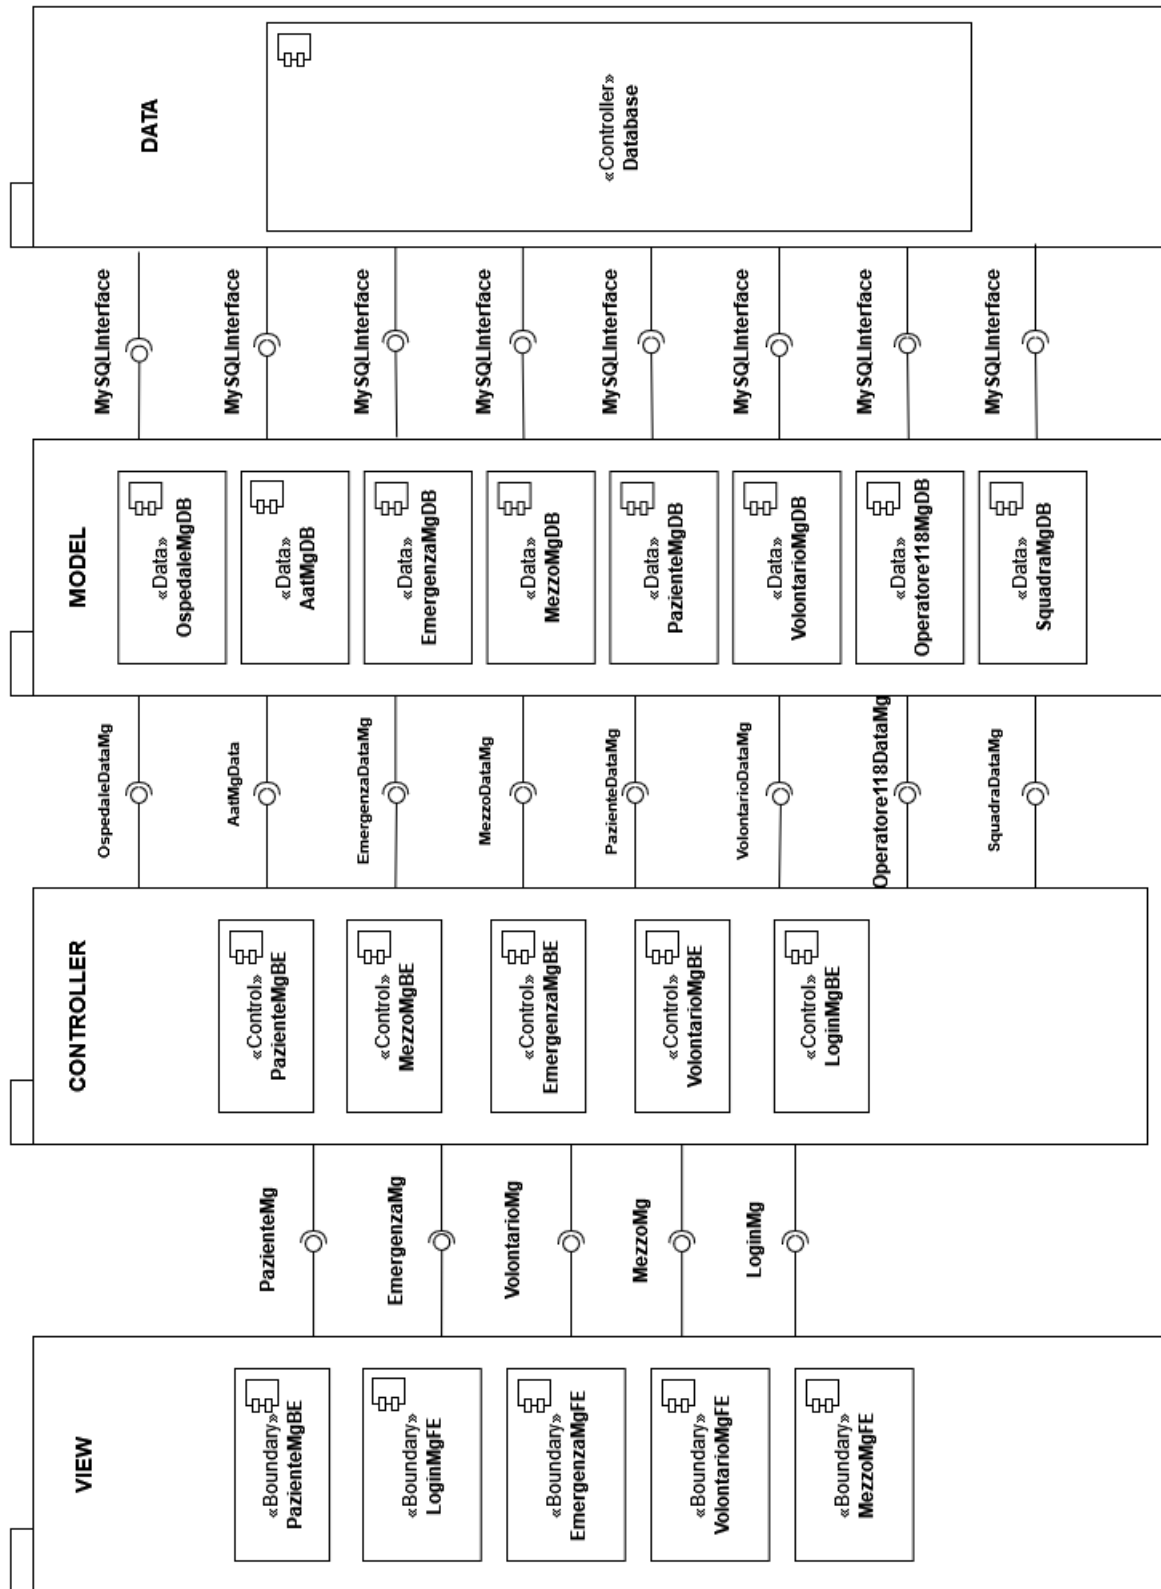 VIEW
«Boundary»
PazienteMgBE
«Boundary»
LoginMgFE
«Boundary»
EmergenzaMgFE
«Boundary»
VolontarioMgFE
«Boundary»
MezzoMgFE
PazienteMg
EmergenzaMg
VolontarioMg
MezzoMg
LoginMg
CONTROLLER
«Control»
PazienteMgBE
«Control»
MezzoMgBE
«Control»
EmergenzaMgBE
«Control»
VolontarioMgBE
«Control»
LoginMgBE
OspedaleDataMg
AatMgData
EmergenzaDataMg
MezzoDataMg
PazienteDataMg
VolontarioDataMg
Operatore118DataMg
SquadraDataMg
MODEL
«Data»
OspedaleMgDB
«Data»
AatMgDB
«Data»
EmergenzaMgDB
«Data»
MezzoMgDB
«Data»
PazienteMgDB
«Data»
VolontarioMgDB
«Data»
Operatore118MgDB
«Data»
SquadraMgDB
MySQLInterface
MySQLInterface
MySQLInterface
MySQLInterface
MySQLInterface
MySQLInterface
MySQLInterface
MySQLInterface
DATA
«Controller»
Database